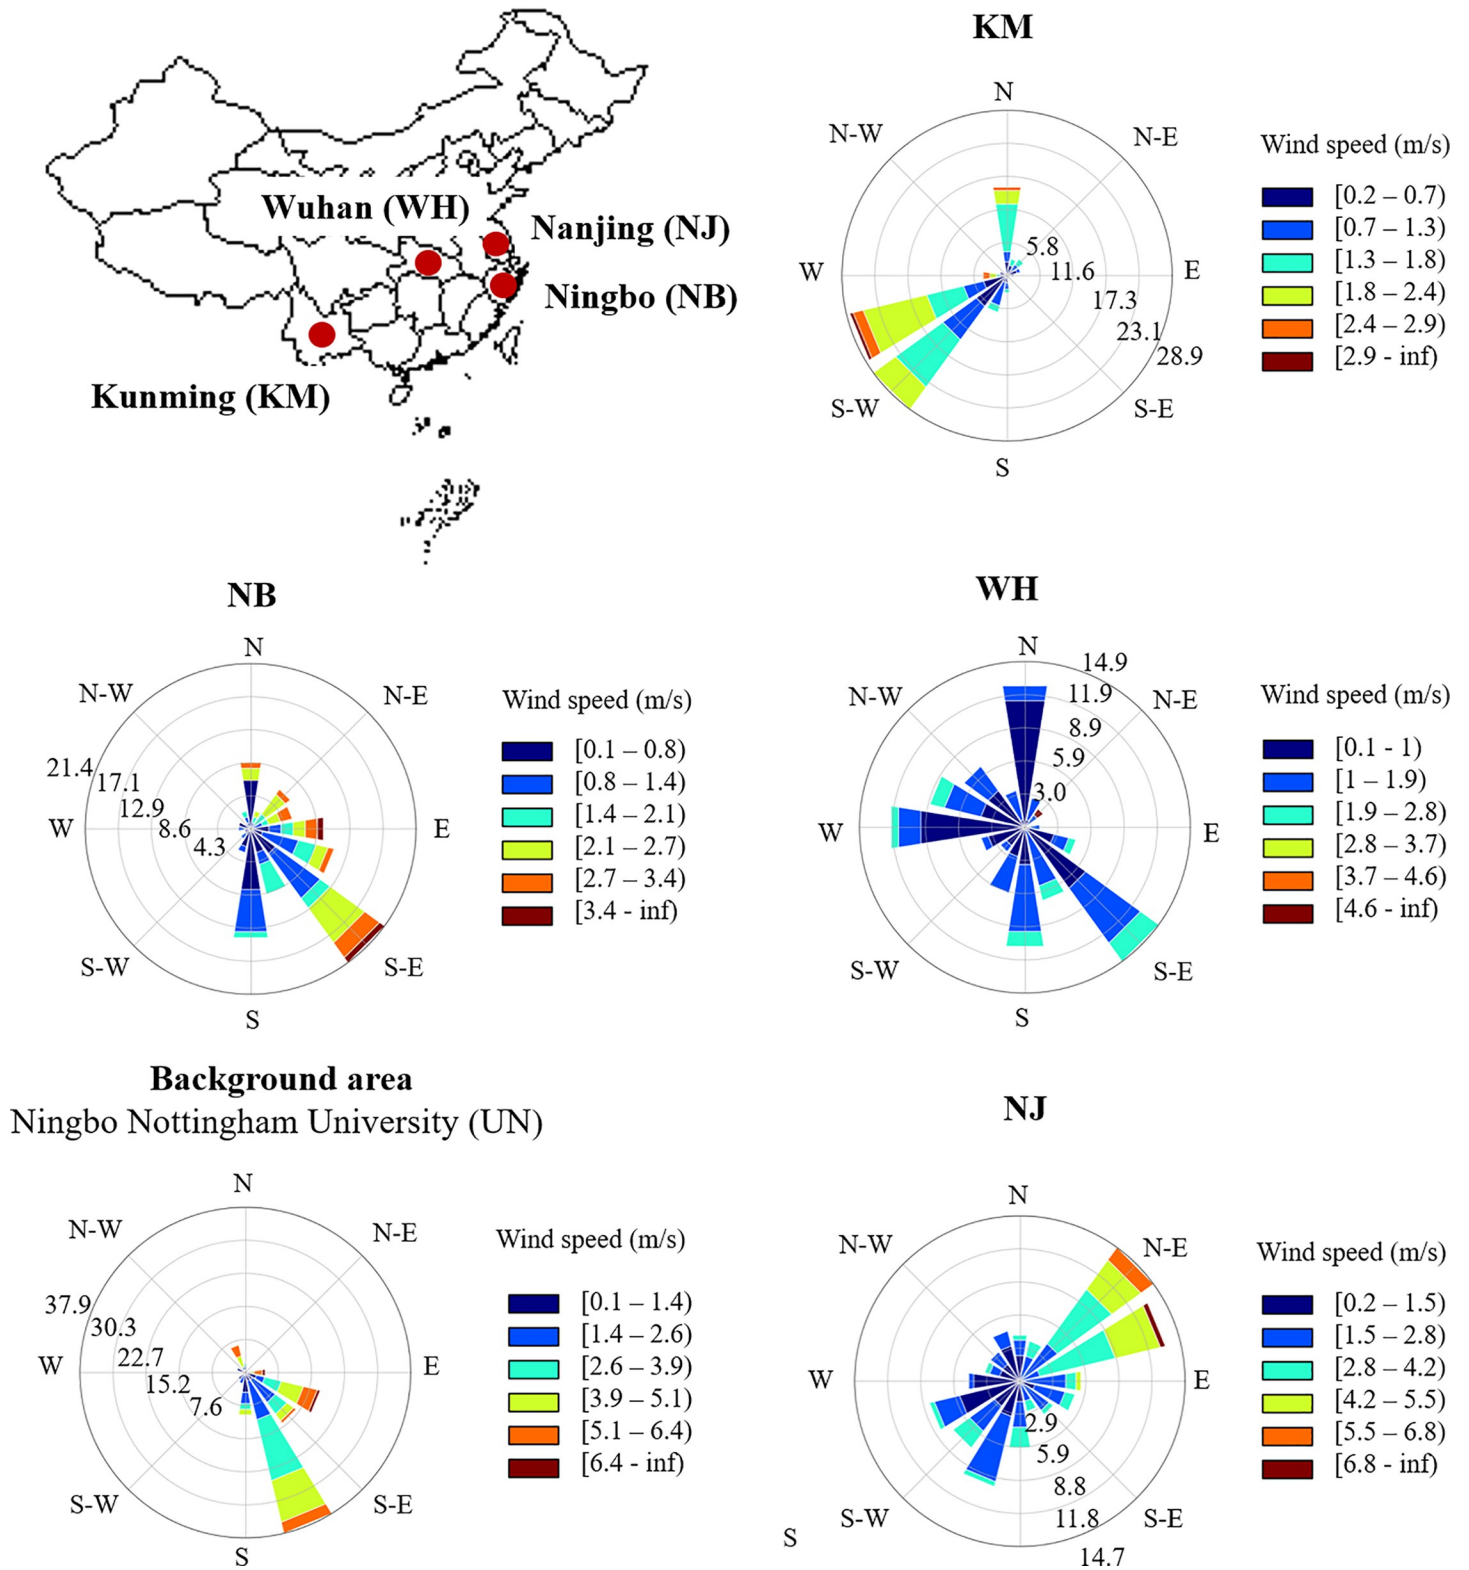 Wuhan (WH)
Nanjing (NJ)
Ningbo (NB)
Kunming (KM)
KM
N
N-W
N-E
W
E
S-W
S-E
S
5.8
11.6
17.3
23.1
28.9
Wind speed (m/s)
[0.2 – 0.7)
[0.7 – 1.3)
[1.3 – 1.8)
[1.8 – 2.4)
[2.4 – 2.9)
[2.9 - inf)
NB
N
N-W
N-E
21.4
17.1
12.9
8.6
4.3
W
E
S-W
S-E
S
Wind speed (m/s)
[0.1 – 0.8)
[0.8 – 1.4)
[1.4 – 2.1)
[2.1 – 2.7)
[2.7 – 3.4)
[3.4 - inf)
WH
N
14.9
11.9
8.9
5.9
3.0
N-W
N-E
W
E
S-W
S-E
S
Wind speed (m/s)
[0.1 - 1)
[1 – 1.9)
[1.9 – 2.8)
[2.8 – 3.7)
[3.7 – 4.6)
[4.6 - inf)
Background area
Ningbo Nottingham University (UN)
N
N-W
N-E
37.9
30.3
22.7
15.2
7.6
W
E
S-W
S-E
S
Wind speed (m/s)
[0.1 – 1.4)
[1.4 – 2.6)
[2.6 – 3.9)
[3.9 – 5.1)
[5.1 – 6.4)
[6.4 - inf)
NJ
N
N-W
N-E
W
E
2.9
5.9
8.8
11.8
14.7
S-W
S-E
S
Wind speed (m/s)
[0.2 – 1.5)
[1.5 – 2.8)
[2.8 – 4.2)
[4.2 – 5.5)
[5.5 – 6.8)
[6.8 - inf)